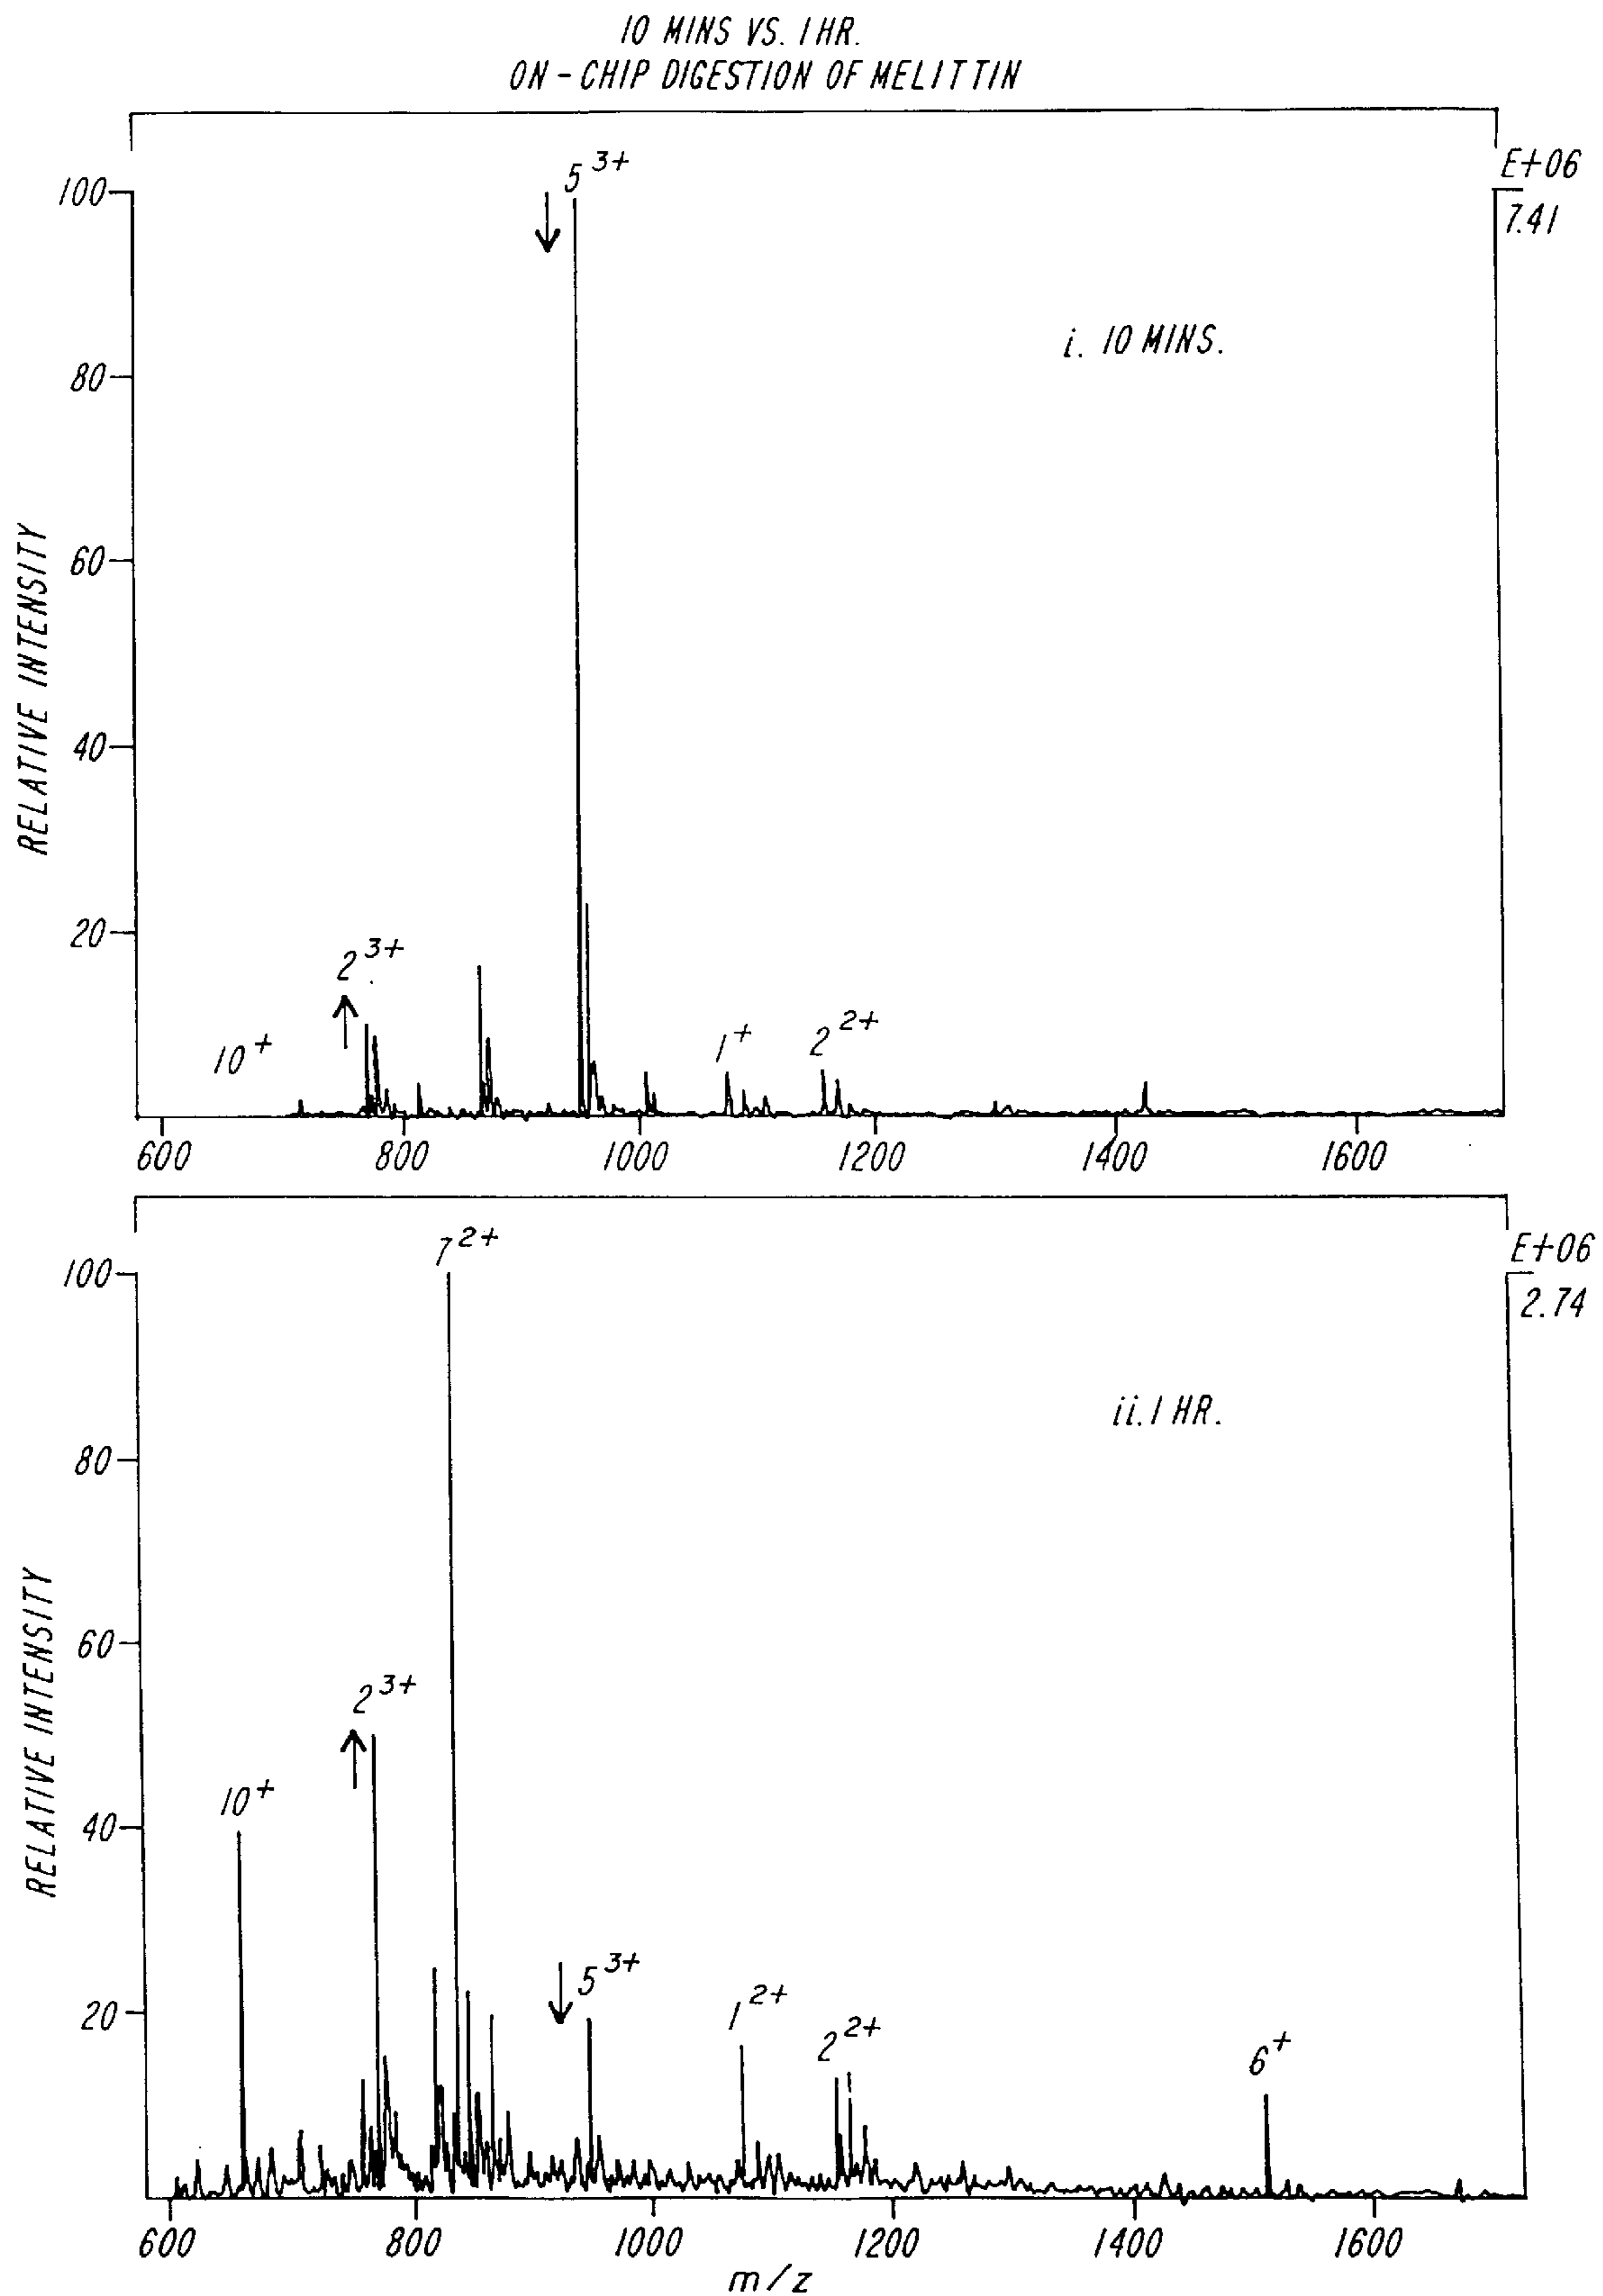 10 MINS VS. 1 HR.
ON-CHIP DIGESTION OF MELITTIN
E+06
7.41
5 3+
i. 10 MINS.
RELATIVE INTENSITY
100
80
60
40
20
2 3+
10 +
1 +
2 2+
600 800 1000 1200 1400 1600
E+06
2.74
7 2+
ii. 1 HR.
RELATIVE INTENSITY
100
80
60
40
20
2 3+
10 +
5 3+
1 2+
2 2+
6 +
600 800 1000 1200 1400 1600
m/z